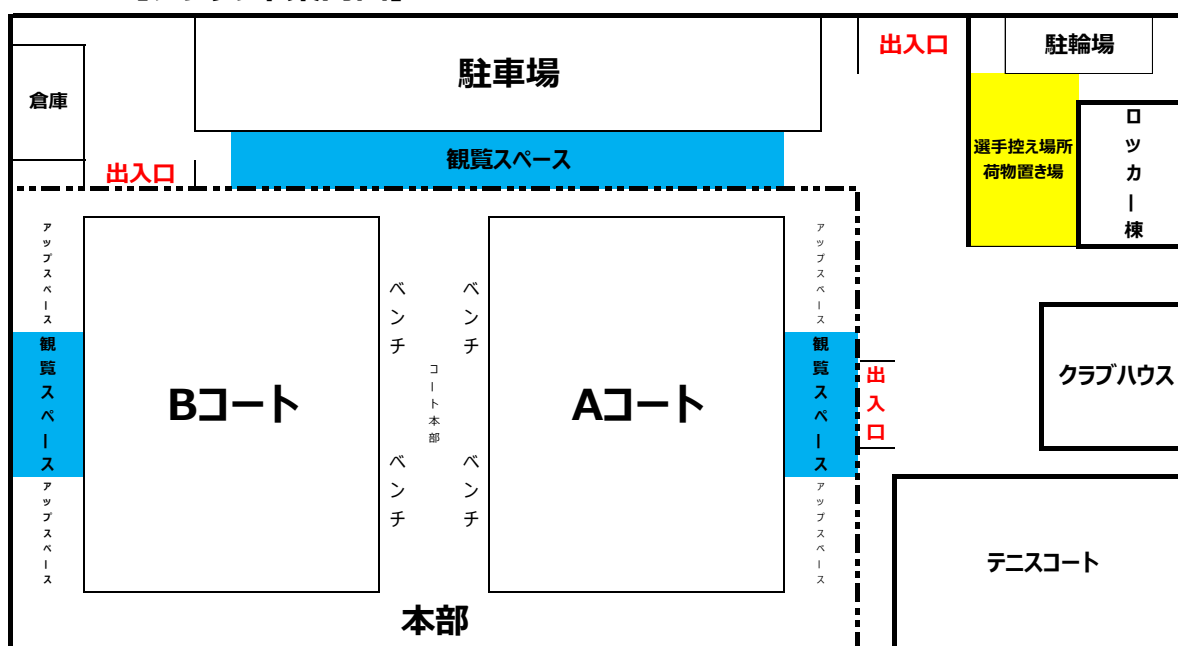 出入口
駐輪場
駐車場
倉庫
選手控え場所
荷物置き場
ロッカー棟
観覧スペース
出入口
アップスペース
アップスペース
ベンチ
ベンチ
観覧スペース
観覧スペース
Bコート
コート本部
Aコート
出入口
クラブハウス
ベンチ
ベンチ
アップスペース
アップスペース
テニスコート
本部